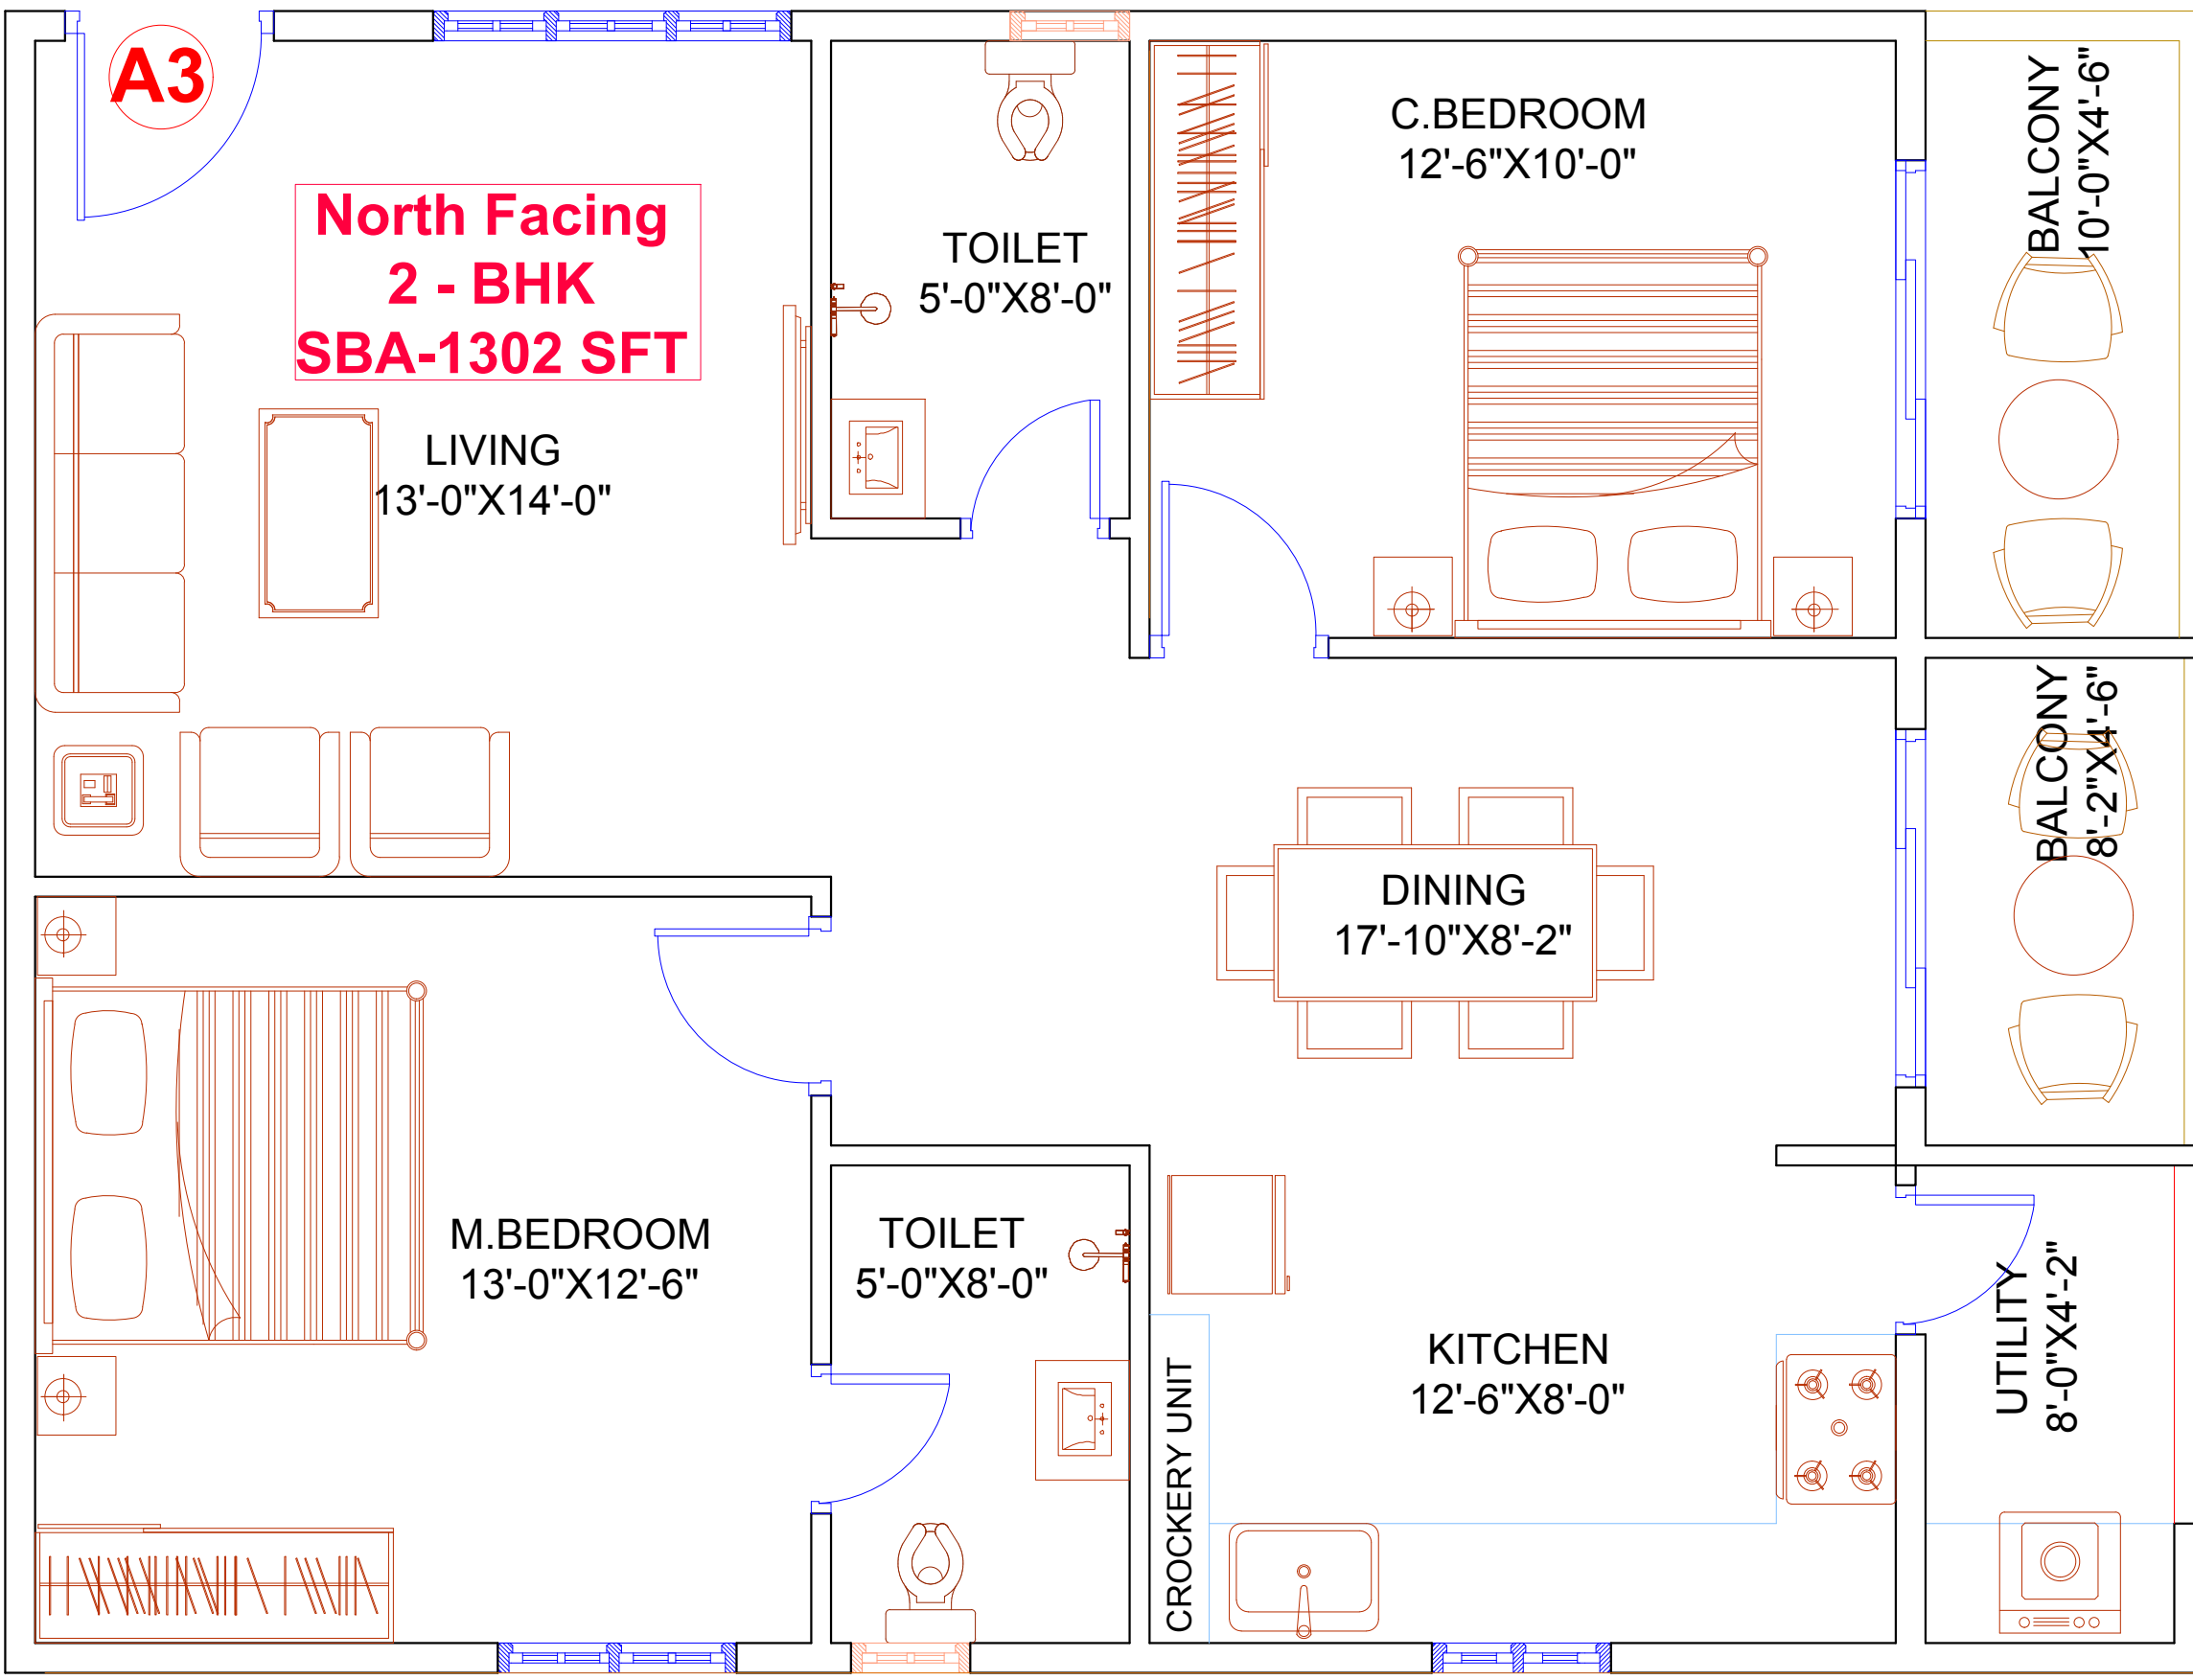 A3
North Facing
2 - BHK
SBA-1302 SFT
LIVING
13'-0"X14'-0"
TOILET
5'-0"X8'-0"
C.BEDROOM
12'-6"X10'-0"
BALCONY
10'-0"X4'-6"
BALCONY
8'-2"X4'-6"
DINING
17'-10"X8'-2"
M.BEDROOM
13'-0"X12'-6"
TOILET
5'-0"X8'-0"
KITCHEN
12'-6"X8'-0"
CROCKERY UNIT
UTILITY
8'-0"X4'-2"